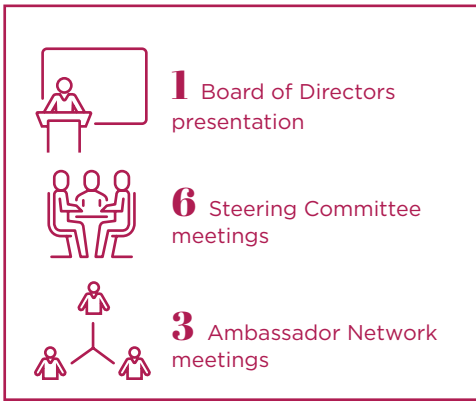 1 Board of Directors
presentation
6 Steering Committee
meetings
3 Ambassador Network
meetings